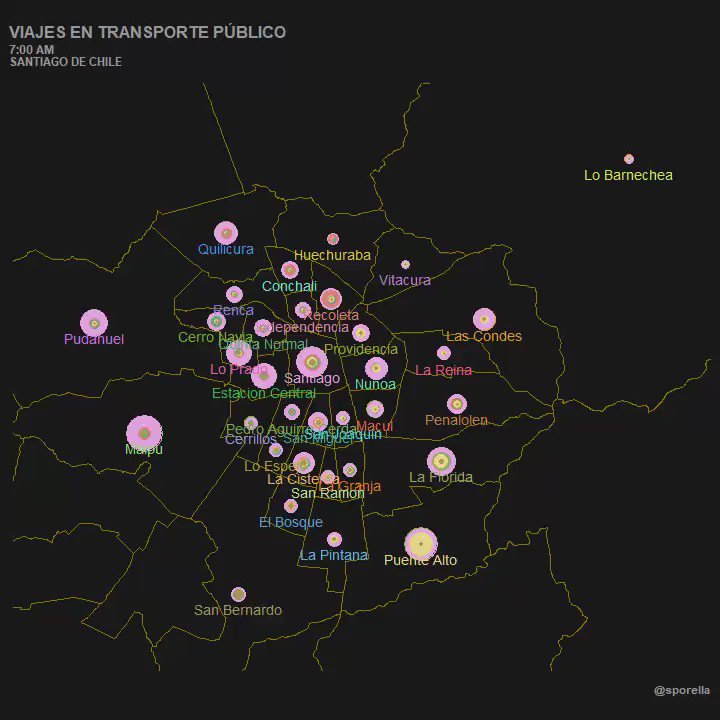 VIAJES EN TRANSPORTE PÚBLICO
7:00 AM
SANTIAGO DE CHILE
Lo Barnechea
Quilicura
Huechuraba
Vitacura
Conchali
Renca
Recoleta
Independencia
Pudahuel
Cerro Navia
Quinta Normal
Providencia
Las Condes
Lo Prado
Santiago
La Reina
Nunoa
Estacion Central
Penalolen
Macul
Pedro Aguirre Cerda
San Joaquin
Cerrillos
San Miguel
Maipu
Lo Espejo
La Cisterna
La Granja
La Florida
San Ramon
El Bosque
La Pintana
Puente Alto
San Bernardo
@sporella